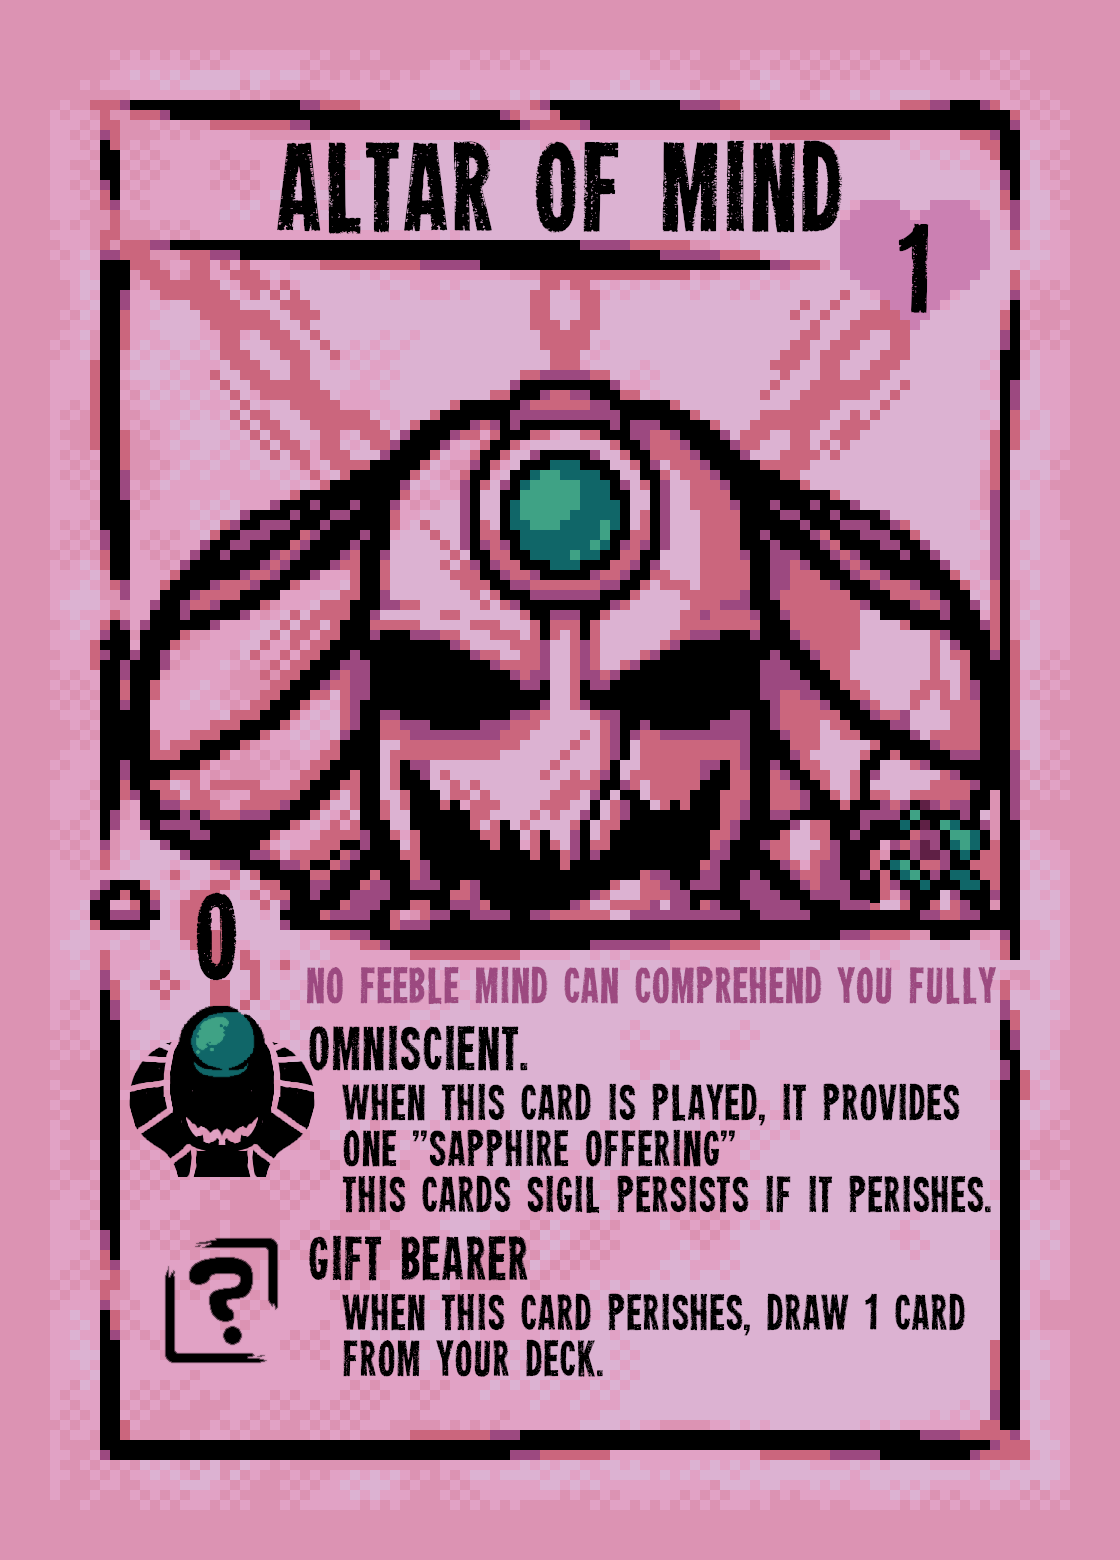 ALTAR OF MIND
1
0
NO FEEBLE MIND CAN COMPREHEND YOU FULLY
OMNISCIENT.
WHEN THIS CARD IS PLAYED, IT PROVIDES
ONE "SAPPHIRE OFFERING"
THIS CARDS SIGIL PERSISTS IF IT PERISHES.
?
GIFT BEARER
WHEN THIS CARD PERISHES, DRAW 1 CARD
FROM YOUR DECK.